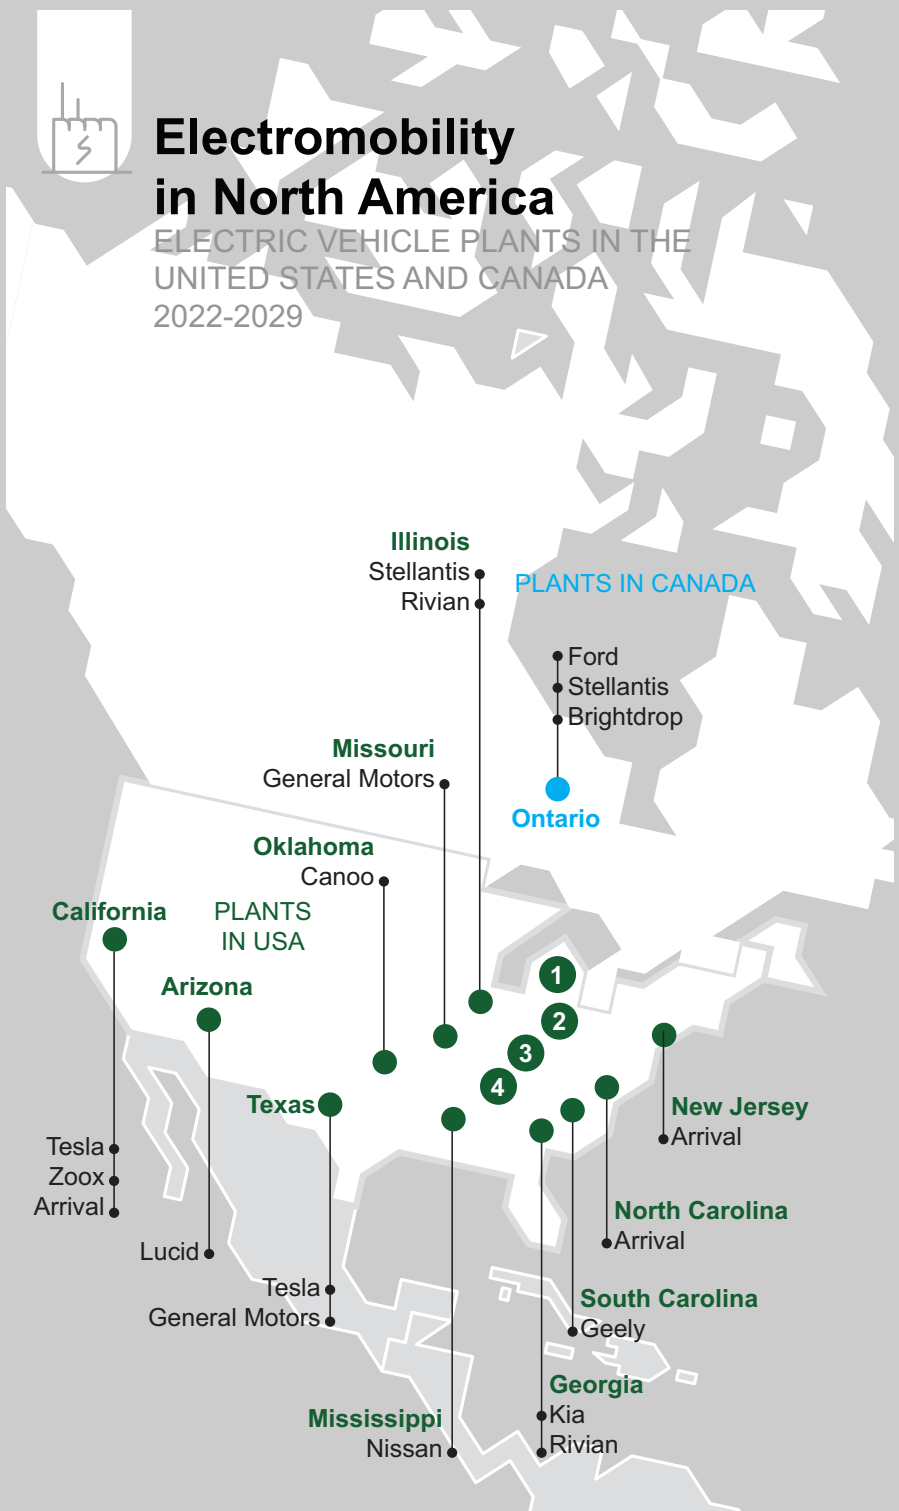 Electromobility
in North America
ELECTRIC VEHICLE PLANTS IN THE
UNITED STATES AND CANADA
2022-2029
Illinois
Stellantis
Rivian
PLANTS IN CANADA
Ford
Stellantis
Brightdrop
Ontario
Missouri
General Motors
Oklahoma
Canoo
California
PLANTS
IN USA
Arizona
1
2
3
4
Texas
Tesla
Zoox
Arrival
Lucid
Tesla
General Motors
New Jersey
Arrival
North Carolina
Arrival
South Carolina
Geely
Georgia
Kia
Rivian
Mississippi
Nissan